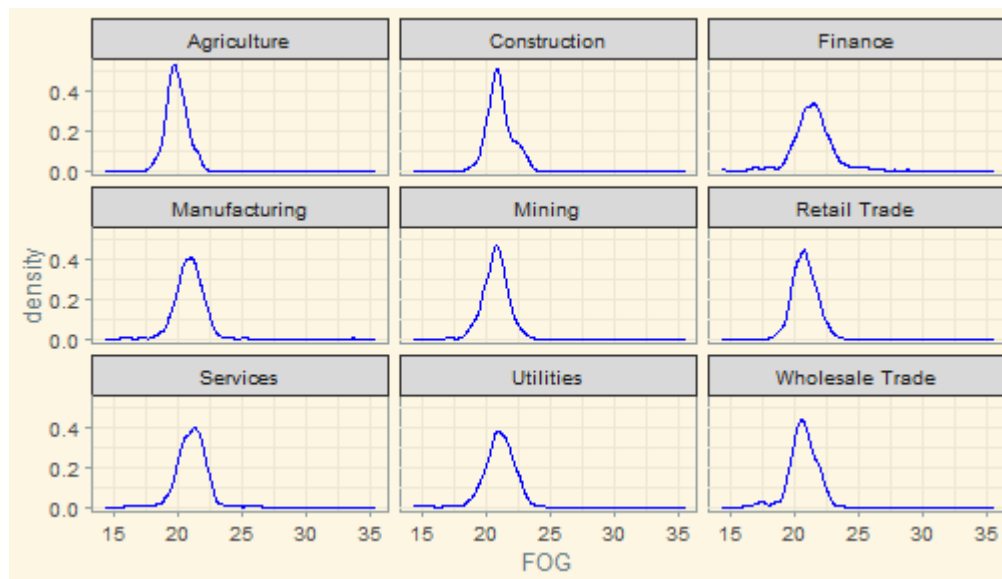 Agriculture Construction Finance
0.4
0.2
0.0
Manufacturing Mining Retail Trade
density
0.4
0.2
0.0
Services Utilities Wholesale Trade
0.4
0.2
0.0
15 20 25 30 35 15 20 25 30 35 15 20 25 30 35
FOG